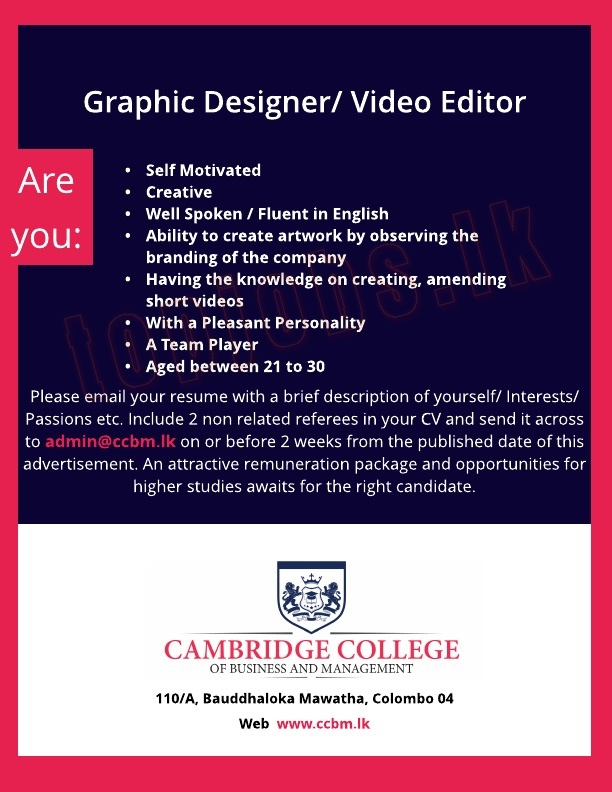 Graphic Designer/ Video Editor
Are
you:
• Self Motivated
• Creative
• Well Spoken / Fluent in English
• Ability to create artwork by observing the
branding of the company
• Having the knowledge on creating, amending
short videos
• With a Pleasant Personality
• A Team Player
• Aged between 21 to 30
topjobs.lk
Please email your resume with a brief description of yourself/ Interests/
Passions etc. Include 2 non related referees in your CV and send it across
to admin@ccbm.lk on or before 2 weeks from the published date of this
advertisement. An attractive remuneration package and opportunities for
higher studies awaits for the right candidate.
CAMBRIDGE COLLEGE
OF BUSINESS AND MANAGEMENT
110/A, Bauddhaloka Mawatha, Colombo 04
Web www.ccbm.lk